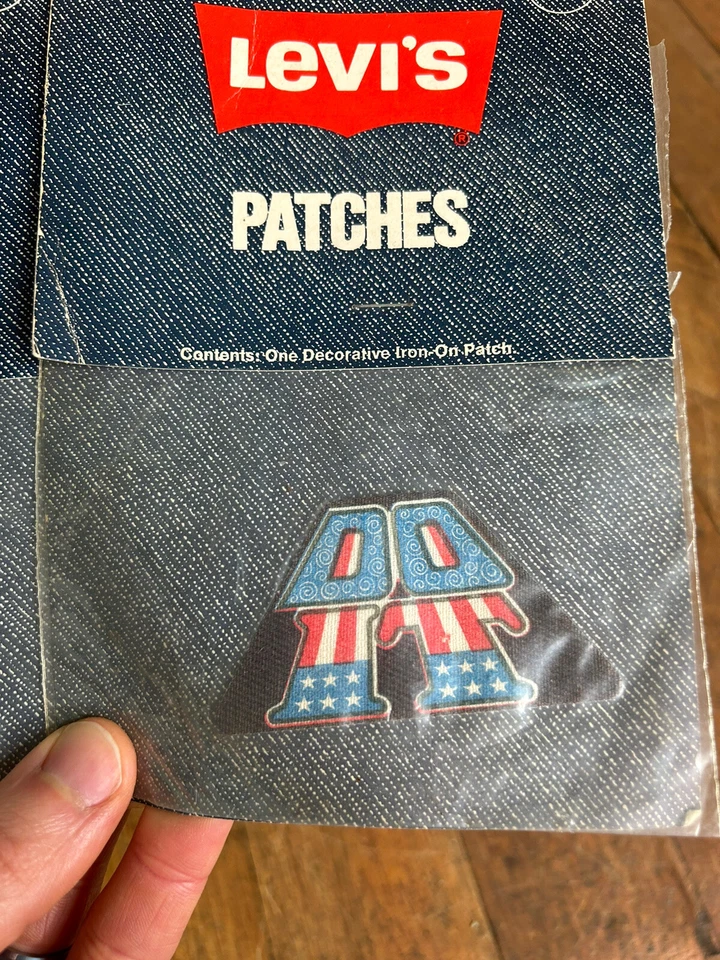 LEVI'S
®
PATCHES
Contents: One Decorative Iron-On Patch.
DO
IT